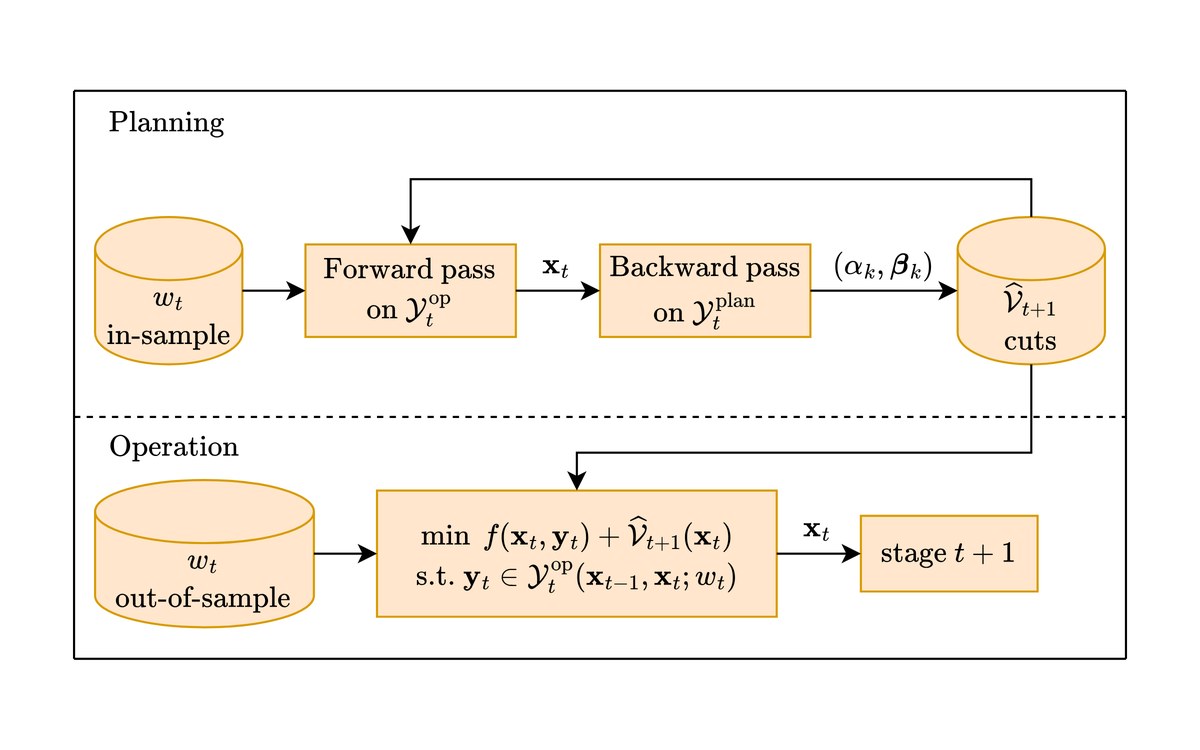 Planning
w_t
in-sample
Forward pass
on 𝒴_t^op
𝐱_t
Backward pass
on 𝒴_t^plan
(α_k, 𝜷_k)
𝒱̂_{t+1}
cuts
Operation
w_t
out-of-sample
min f(𝐱_t, 𝐲_t) + 𝒱̂_{t+1}(𝐱_t)
s.t. 𝐲_t ∈ 𝒴_t^op(𝐱_{t−1}, 𝐱_t; w_t)
𝐱_t
stage t + 1